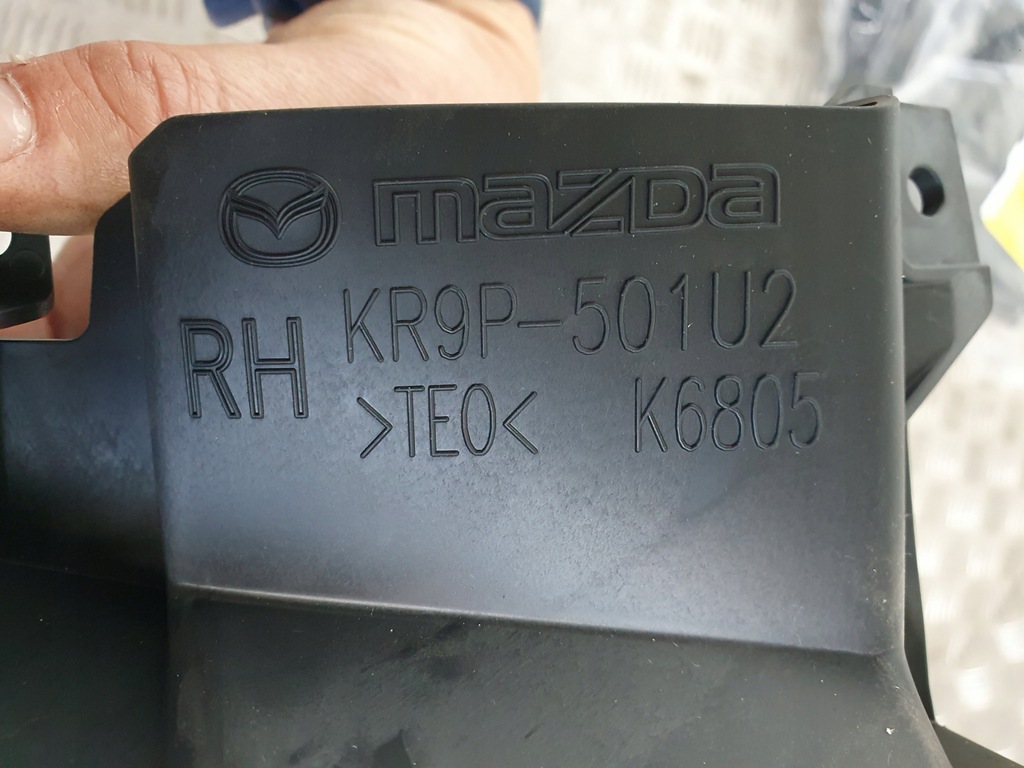 mazda
KR9P-501U2
RH
>TEO< K6805